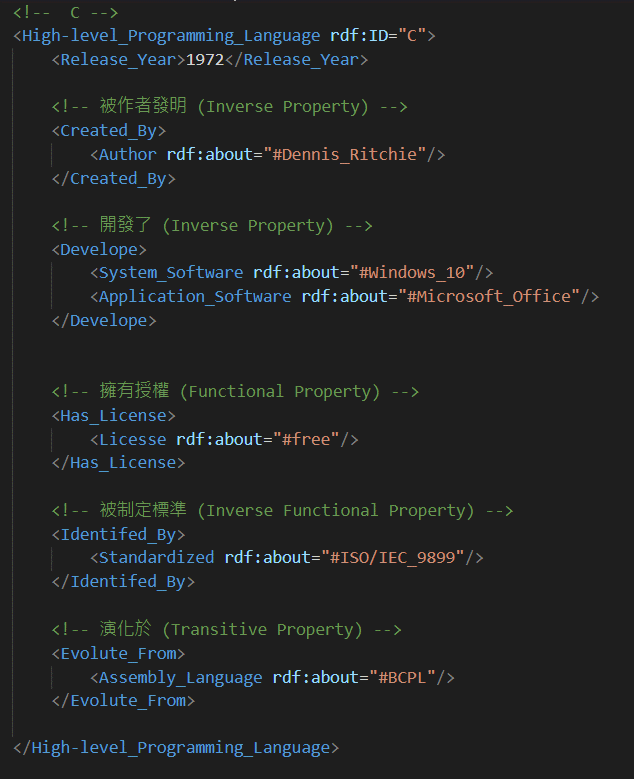 <!--  C -->
<High-level_Programming_Language rdf:ID="C">
    <Release_Year>1972</Release_Year>
    <!-- 被作者發明 (Inverse Property) -->
    <Created_By>
        <Author rdf:about="#Dennis_Ritchie"/>
    </Created_By>
    <!-- 開發了 (Inverse Property) -->
    <Develope>
        <System_Software rdf:about="#Windows_10"/>
        <Application_Software rdf:about="#Microsoft_Office"/>
    </Develope>
    <!-- 擁有授權 (Functional Property) -->
    <Has_License>
        <Licesse rdf:about="#free"/>
    </Has_License>
    <!-- 被制定標準 (Inverse Functional Property) -->
    <Identifed_By>
        <Standardized rdf:about="#ISO/IEC_9899"/>
    </Identifed_By>
    <!-- 演化於 (Transitive Property) -->
    <Evolute_From>
        <Assembly_Language rdf:about="#BCPL"/>
    </Evolute_From>
</High-level_Programming_Language>